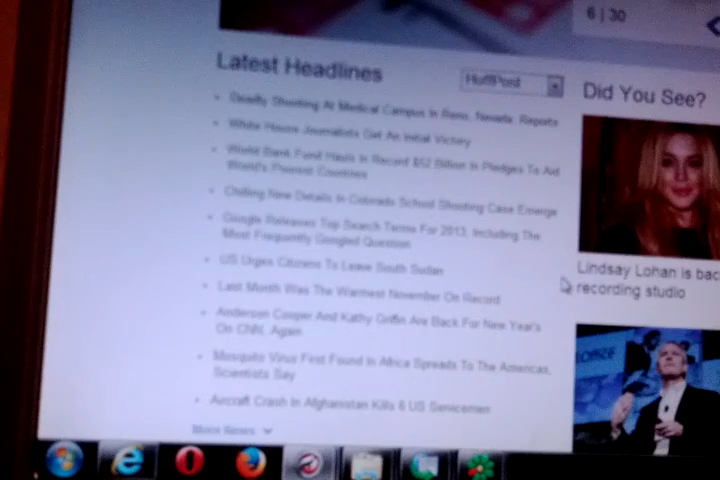 6 | 30
Latest Headlines
HuffPost
Did You See?
Deadly Shooting At Medical Campus In Reno, Nevada: Reports
White House Journalists Get An Initial Victory
World Bank Fund Hauls In Record $52 Billion In Pledges To Aid
World's Poorest Countries
Chilling New Details In Colorado School Shooting Case Emerge
Google Releases Top Search Terms For 2013, Including The
Most Frequently Googled Question
US Urges Citizens To Leave South Sudan
Last Month Was The Warmest November On Record
Anderson Cooper And Kathy Griffin Are Back For New Year's
On CNN, Again
Mosquito Virus First Found In Africa Spreads To The Americas,
Scientists Say
Aircraft Crash In Afghanistan Kills 6 US Servicemen
More News
Lindsay Lohan is bac
recording studio